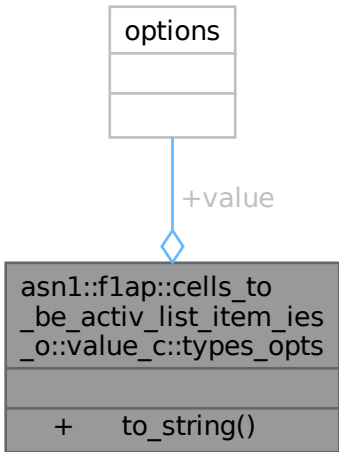 options
+value
asn1::f1ap::cells_to
_be_activ_list_item_ies
_o::value_c::types_opts
+ to_string()